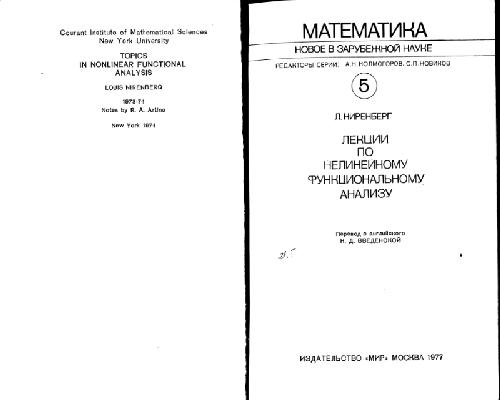 Courant Institute of Mathematical Sciences
New York University
TOPICS
IN NONLINEAR FUNCTIONAL
ANALYSIS
LOUIS NIRENBERG
1973-74
Notes by R. A. Artino
New York 1974
МАТЕМАТИКА
НОВОЕ В ЗАРУБЕЖНОЙ НАУКЕ
РЕДАКТОРЫ СЕРИИ: А.Н.КОЛМОГОРОВ, С.П.НОВИКОВ
5
Л. НИРЕНБЕРГ
ЛЕКЦИИ
ПО
НЕЛИНЕЙНОМУ
ФУНКЦИОНАЛЬНОМУ
АНАЛИЗУ
Перевод с английского
Н. Д. ВВЕДЕНСКОЙ
ИЗДАТЕЛЬСТВО «МИР» МОСКВА 1977